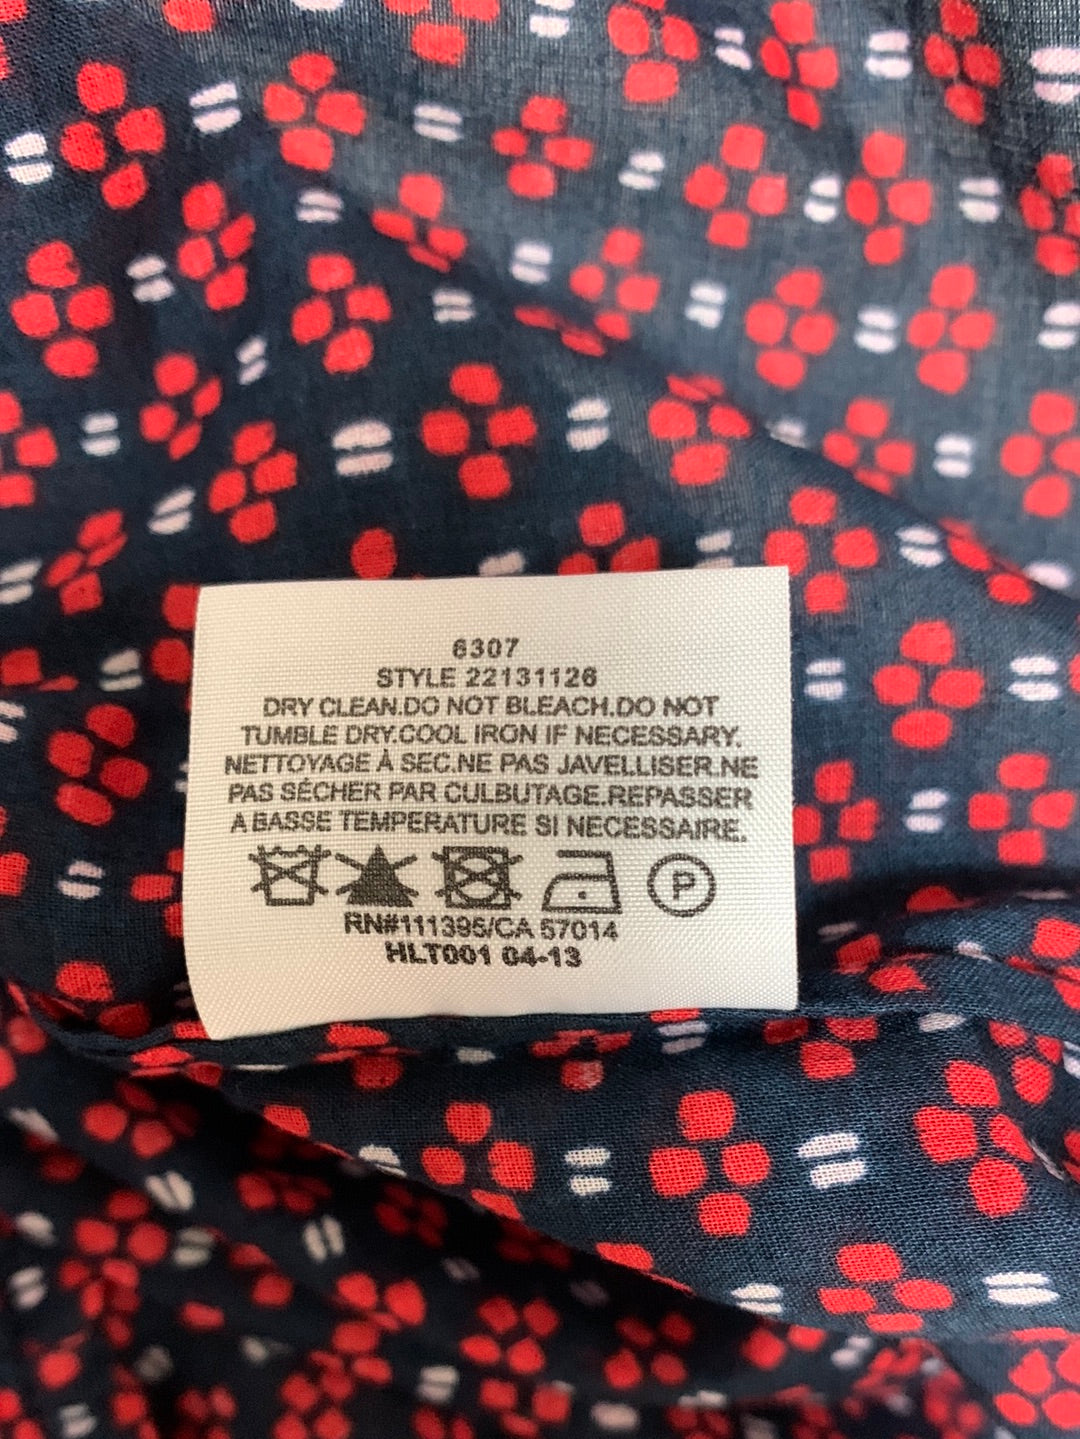 6307
STYLE 22131126
DRY CLEAN.DO NOT BLEACH.DO NOT
TUMBLE DRY.COOL IRON IF NECESSARY.
NETTOYAGE À SEC.NE PAS JAVELLISER.NE
PAS SÉCHER PAR CULBUTAGE.REPASSER
A BASSE TEMPERATURE SI NECESSAIRE.
P
RN#111395/CA 57014
HLT001 04-13